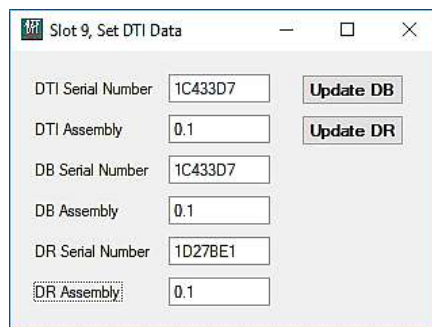 Slot 9, Set DTI Data
DTI Serial Number 1C433D7 Update DB
DTI Assembly 0.1 Update DR
DB Serial Number 1C433D7
DB Assembly 0.1
DR Serial Number 1D27BE1
DR Assembly 0.1